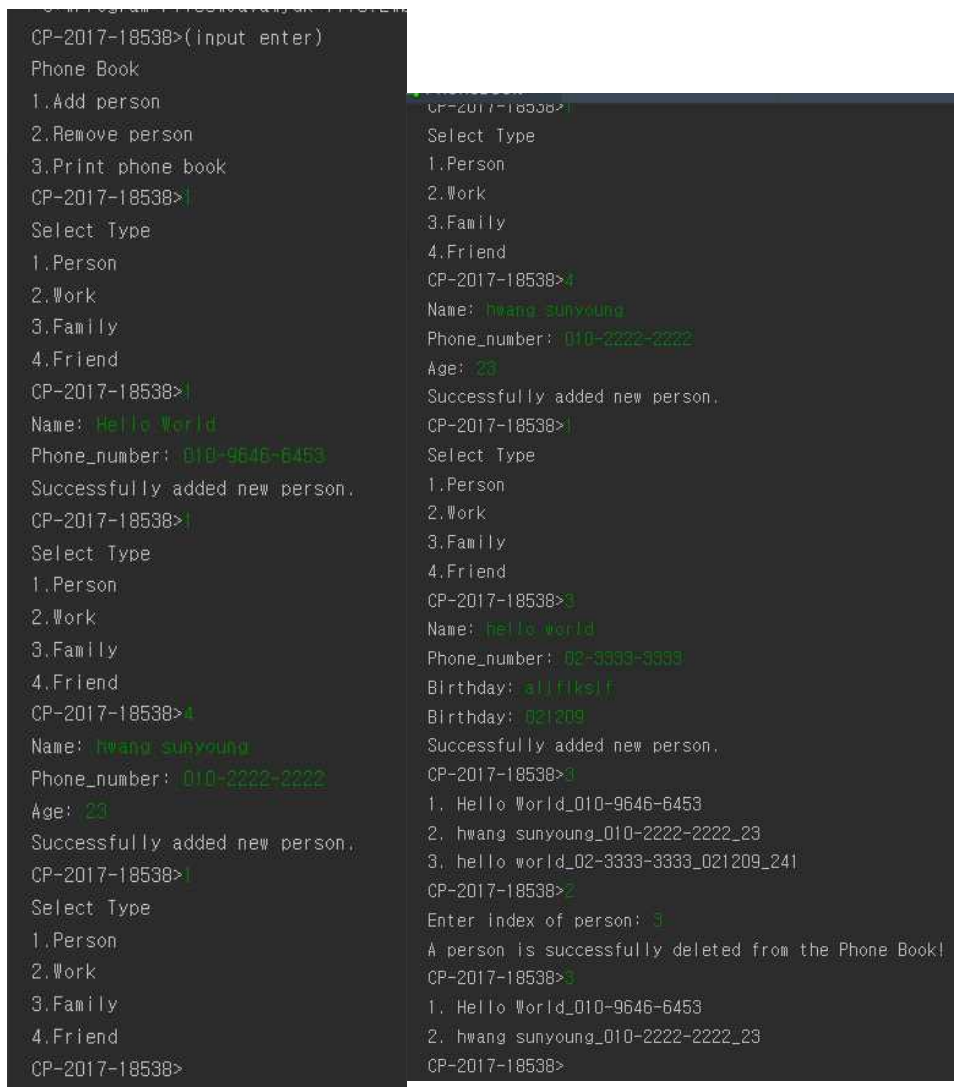 CP-2017-18538>(input enter)
Phone Book
1.Add person
2.Remove person
3.Print phone book
CP-2017-18538>1
Select Type
1.Person
2.Work
3.Family
4.Friend
CP-2017-18538>1
Name: Hello World
Phone_number: 010-9646-6453
Successfully added new person.
CP-2017-18538>1
Select Type
1.Person
2.Work
3.Family
4.Friend
CP-2017-18538>4
Name: hwang sunyoung
Phone_number: 010-2222-2222
Age: 23
Successfully added new person.
CP-2017-18538>1
Select Type
1.Person
2.Work
3.Family
4.Friend
CP-2017-18538>
CP-2017-18538>1
Select Type
1.Person
2.Work
3.Family
4.Friend
CP-2017-18538>4
Name: hwang sunyoung
Phone_number: 010-2222-2222
Age: 23
Successfully added new person.
CP-2017-18538>1
Select Type
1.Person
2.Work
3.Family
4.Friend
CP-2017-18538>3
Name: hello world
Phone_number: 02-3333-3333
Birthday:
Birthday: 021209
Successfully added new person.
CP-2017-18538>3
1. Hello World_010-9646-6453
2. hwang sunyoung_010-2222-2222_23
3. hello world_02-3333-3333_021209_241
CP-2017-18538>2
Enter index of person: 3
A person is successfully deleted from the Phone Book!
CP-2017-18538>3
1. Hello World_010-9646-6453
2. hwang sunyoung_010-2222-2222_23
CP-2017-18538>